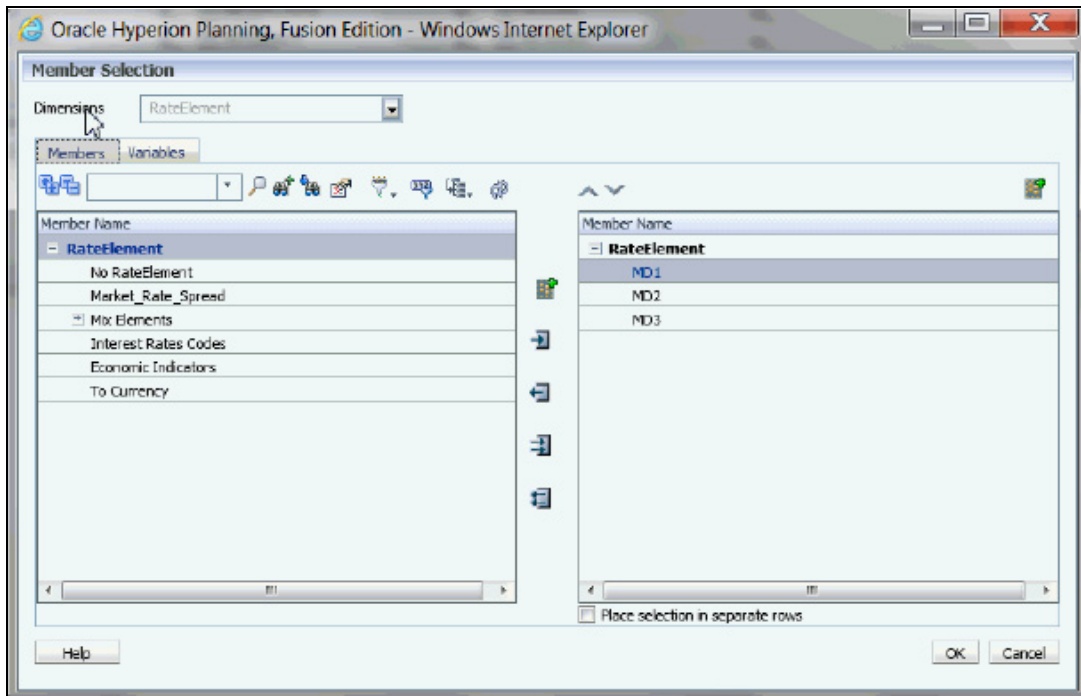 Oracle Hyperion Planning, Fusion Edition - Windows Internet Explorer
Member Selection
Dimensions RateElement
Members Variables
Member Name
RateElement
No RateElement
Market_Rate_Spread
Mix Elements
Interest Rates Codes
Economic Indicators
To Currency
Member Name
RateElement
MD1
MD2
MD3
Place selection in separate rows
Help OK Cancel